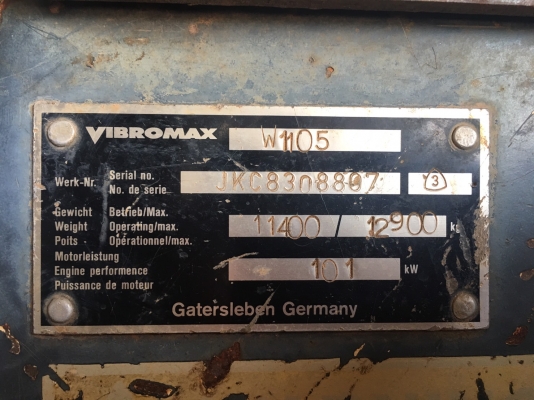 VIBROMAX W1105
Werk-Nr. Serial no. JKC8308807 3
No. de serie.
Gewicht Betrieb/Max.
Weight Operating/max. 11400 / 12900 kg
Poits Opérationnel/max.
Motorleistung
Engine performence 101 kW
Puissance de moteur
Gatersleben Germany